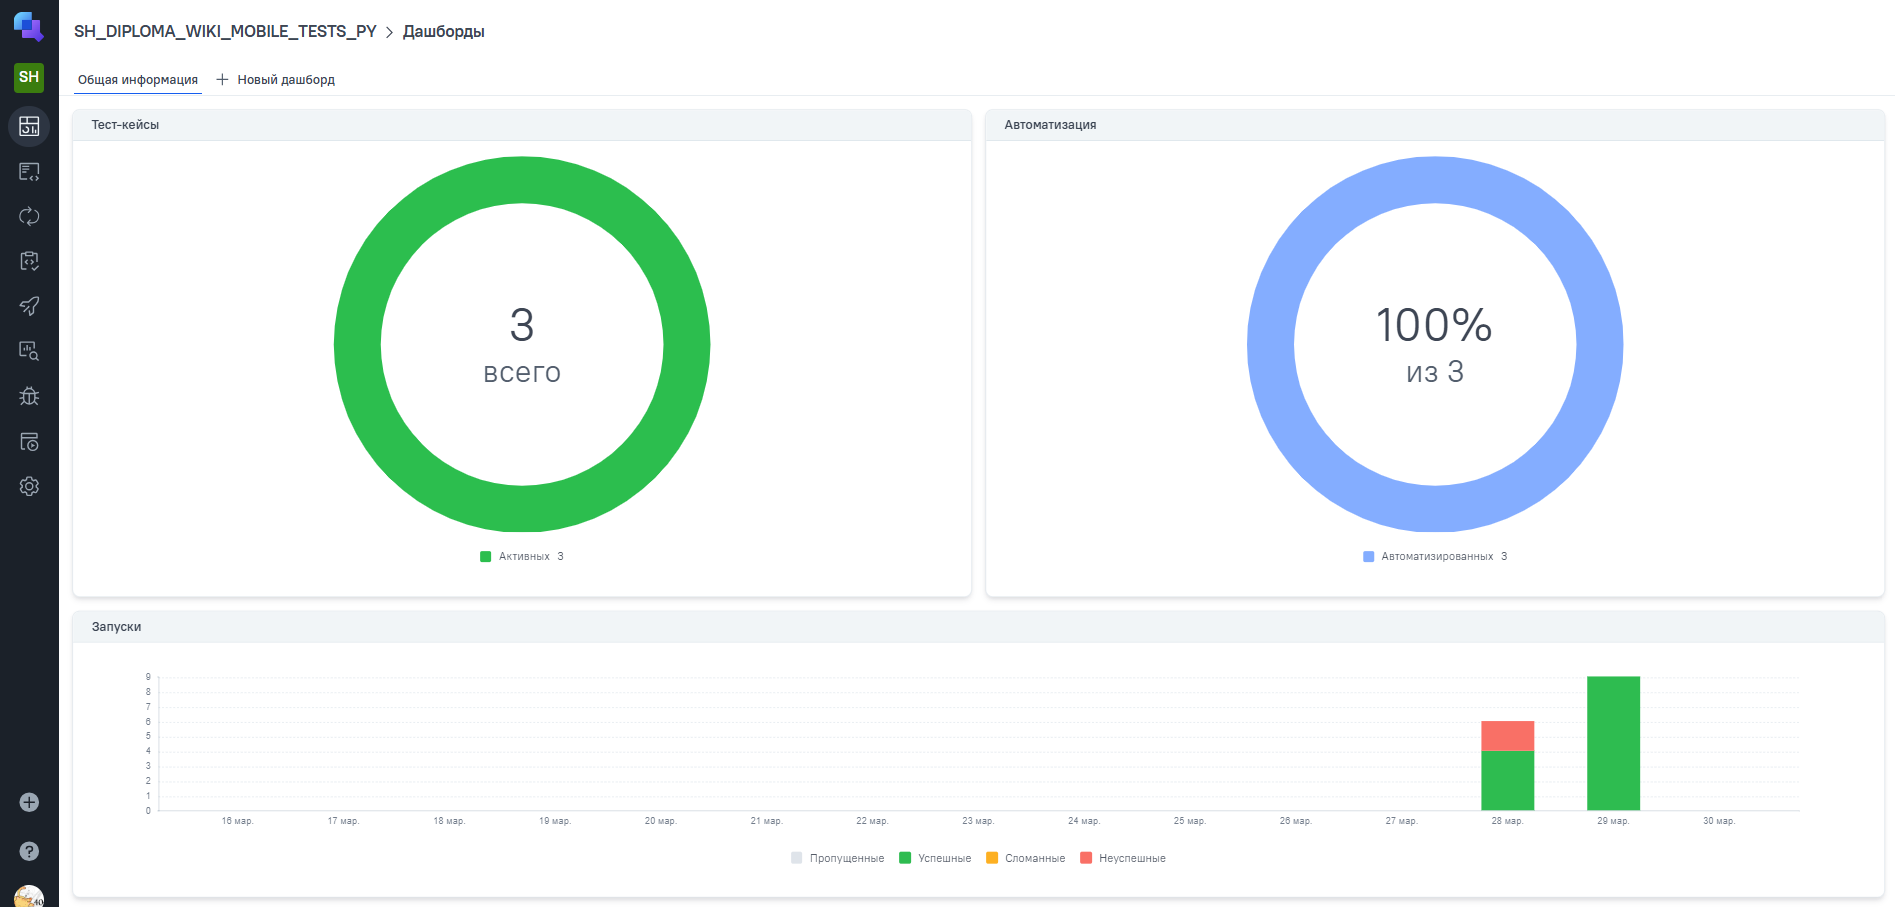 SH_DIPLOMA_WIKI_MOBILE_TESTS_PY > Дашборды
SH
Общая информация + Новый дашборд
Тест-кейсы
3
всего
Активных 3
Автоматизация
100%
из 3
Автоматизированных 3
Запуски
9
8
7
6
5
4
3
2
1
0
16 мар. 17 мар. 18 мар. 19 мар. 20 мар. 21 мар. 22 мар. 23 мар. 24 мар. 25 мар. 26 мар. 27 мар. 28 мар. 29 мар. 30 мар.
Пропущенные Успешные Сломанные Неуспешные
?
40